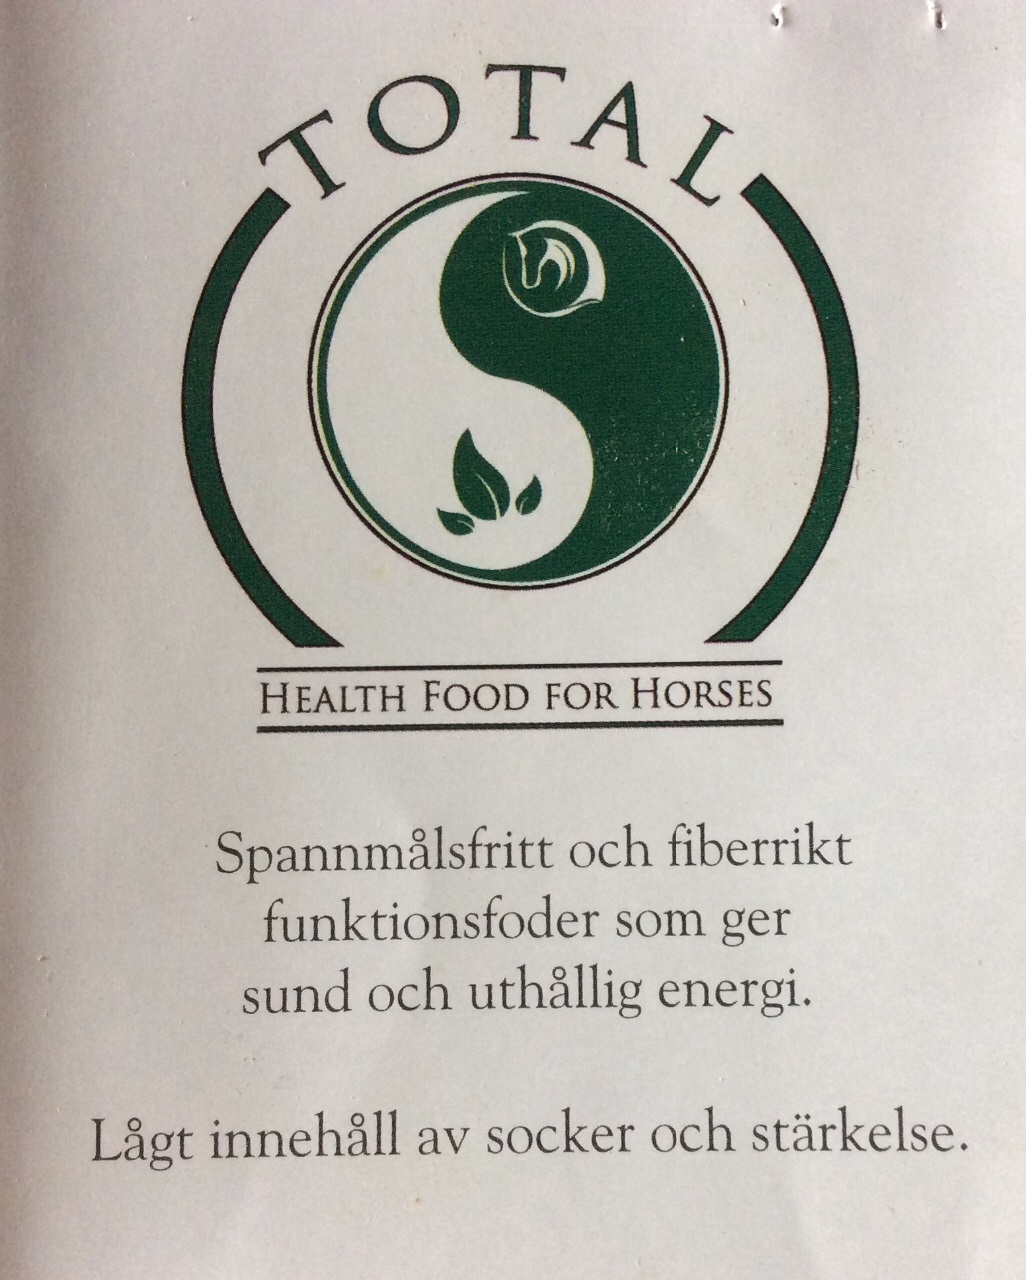 TOTAL
HEALTH FOOD FOR HORSES
Spannmålsfritt och fiberrikt
funktionsfoder som ger
sund och uthållig energi.
Lågt innehåll av socker och stärkelse.